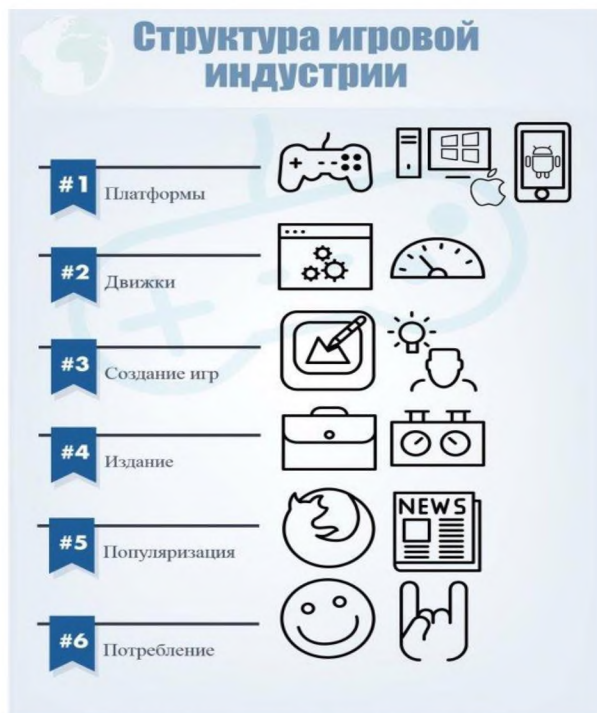 Структура игровой
индустрии
#1
Платформы
#2
Движки
#3
Создание игр
#4
Издание
#5
Популяризация
NEWS
#6
Потребление